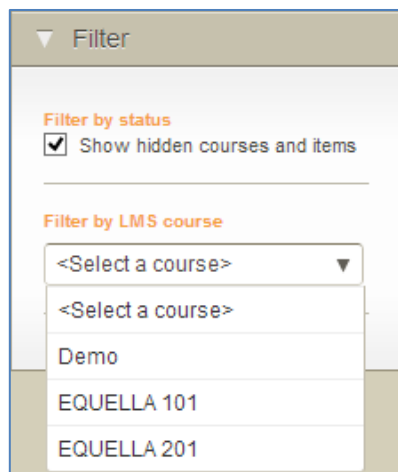 Filter
Filter by status
Show hidden courses and items
Filter by LMS course
<Select a course>
<Select a course>
Demo
EQUELLA 101
EQUELLA 201